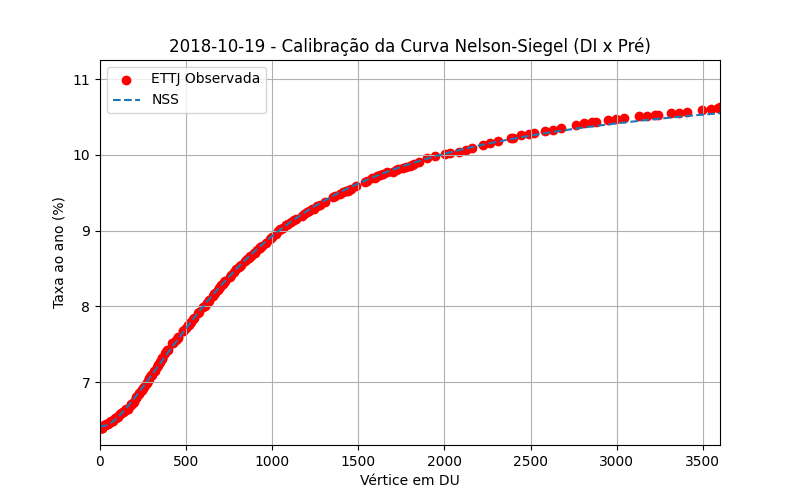 2018-10-19 - Calibração da Curva Nelson-Siegel (DI x Pré)
ETTJ Observada
NSS
Taxa ao ano (%)
11
10
9
8
7
0 500 1000 1500 2000 2500 3000 3500
Vértice em DU